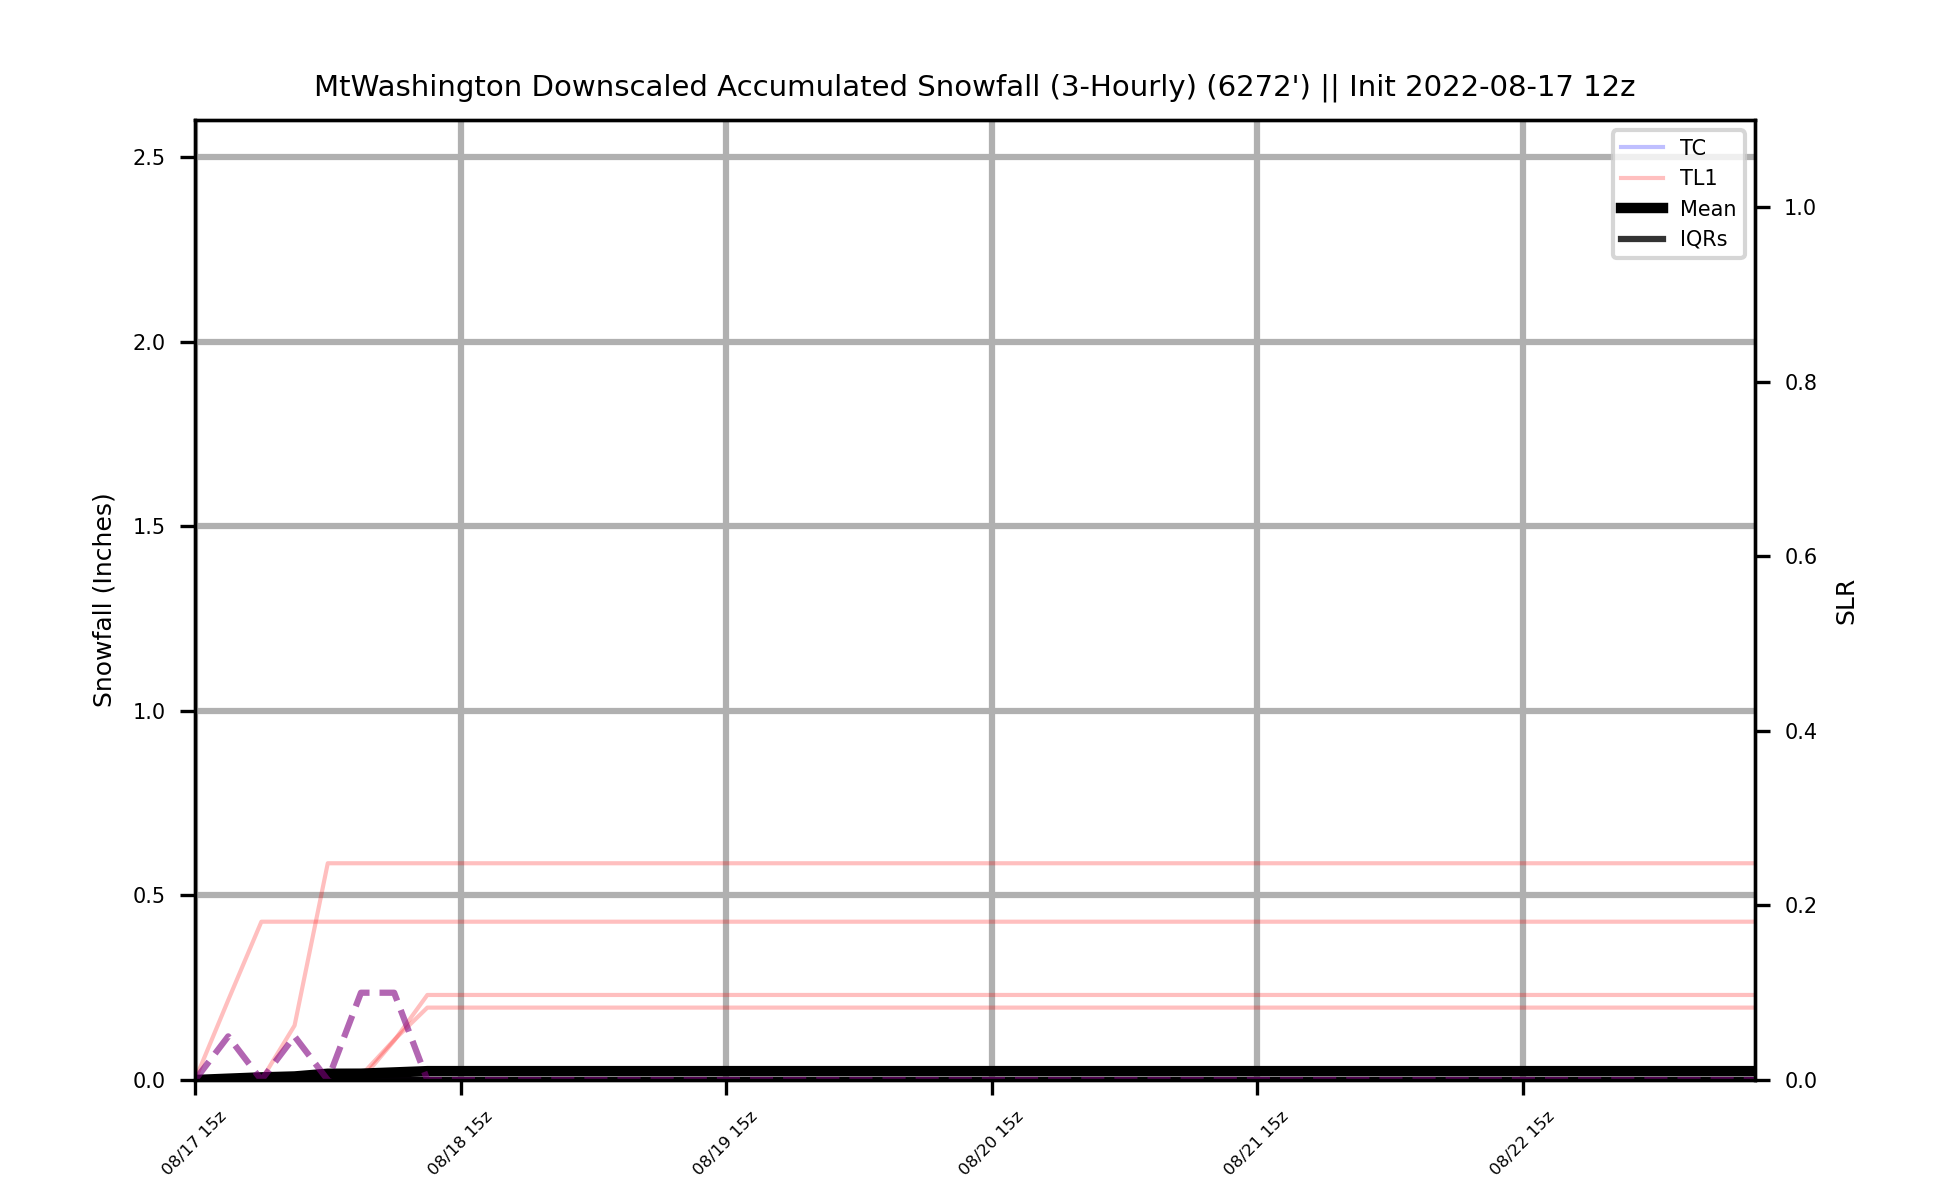 MtWashington Downscaled Accumulated Snowfall (3-Hourly) (6272') || Init 2022-08-17 12z
TC
TL1
Mean
IQRs
Snowfall (Inches)
2.5
2.0
1.5
1.0
0.5
0.0
1.0
0.8
0.6
0.4
0.2
0.0
SLR
08/17 15z
08/18 15z
08/19 15z
08/20 15z
08/21 15z
08/22 15z